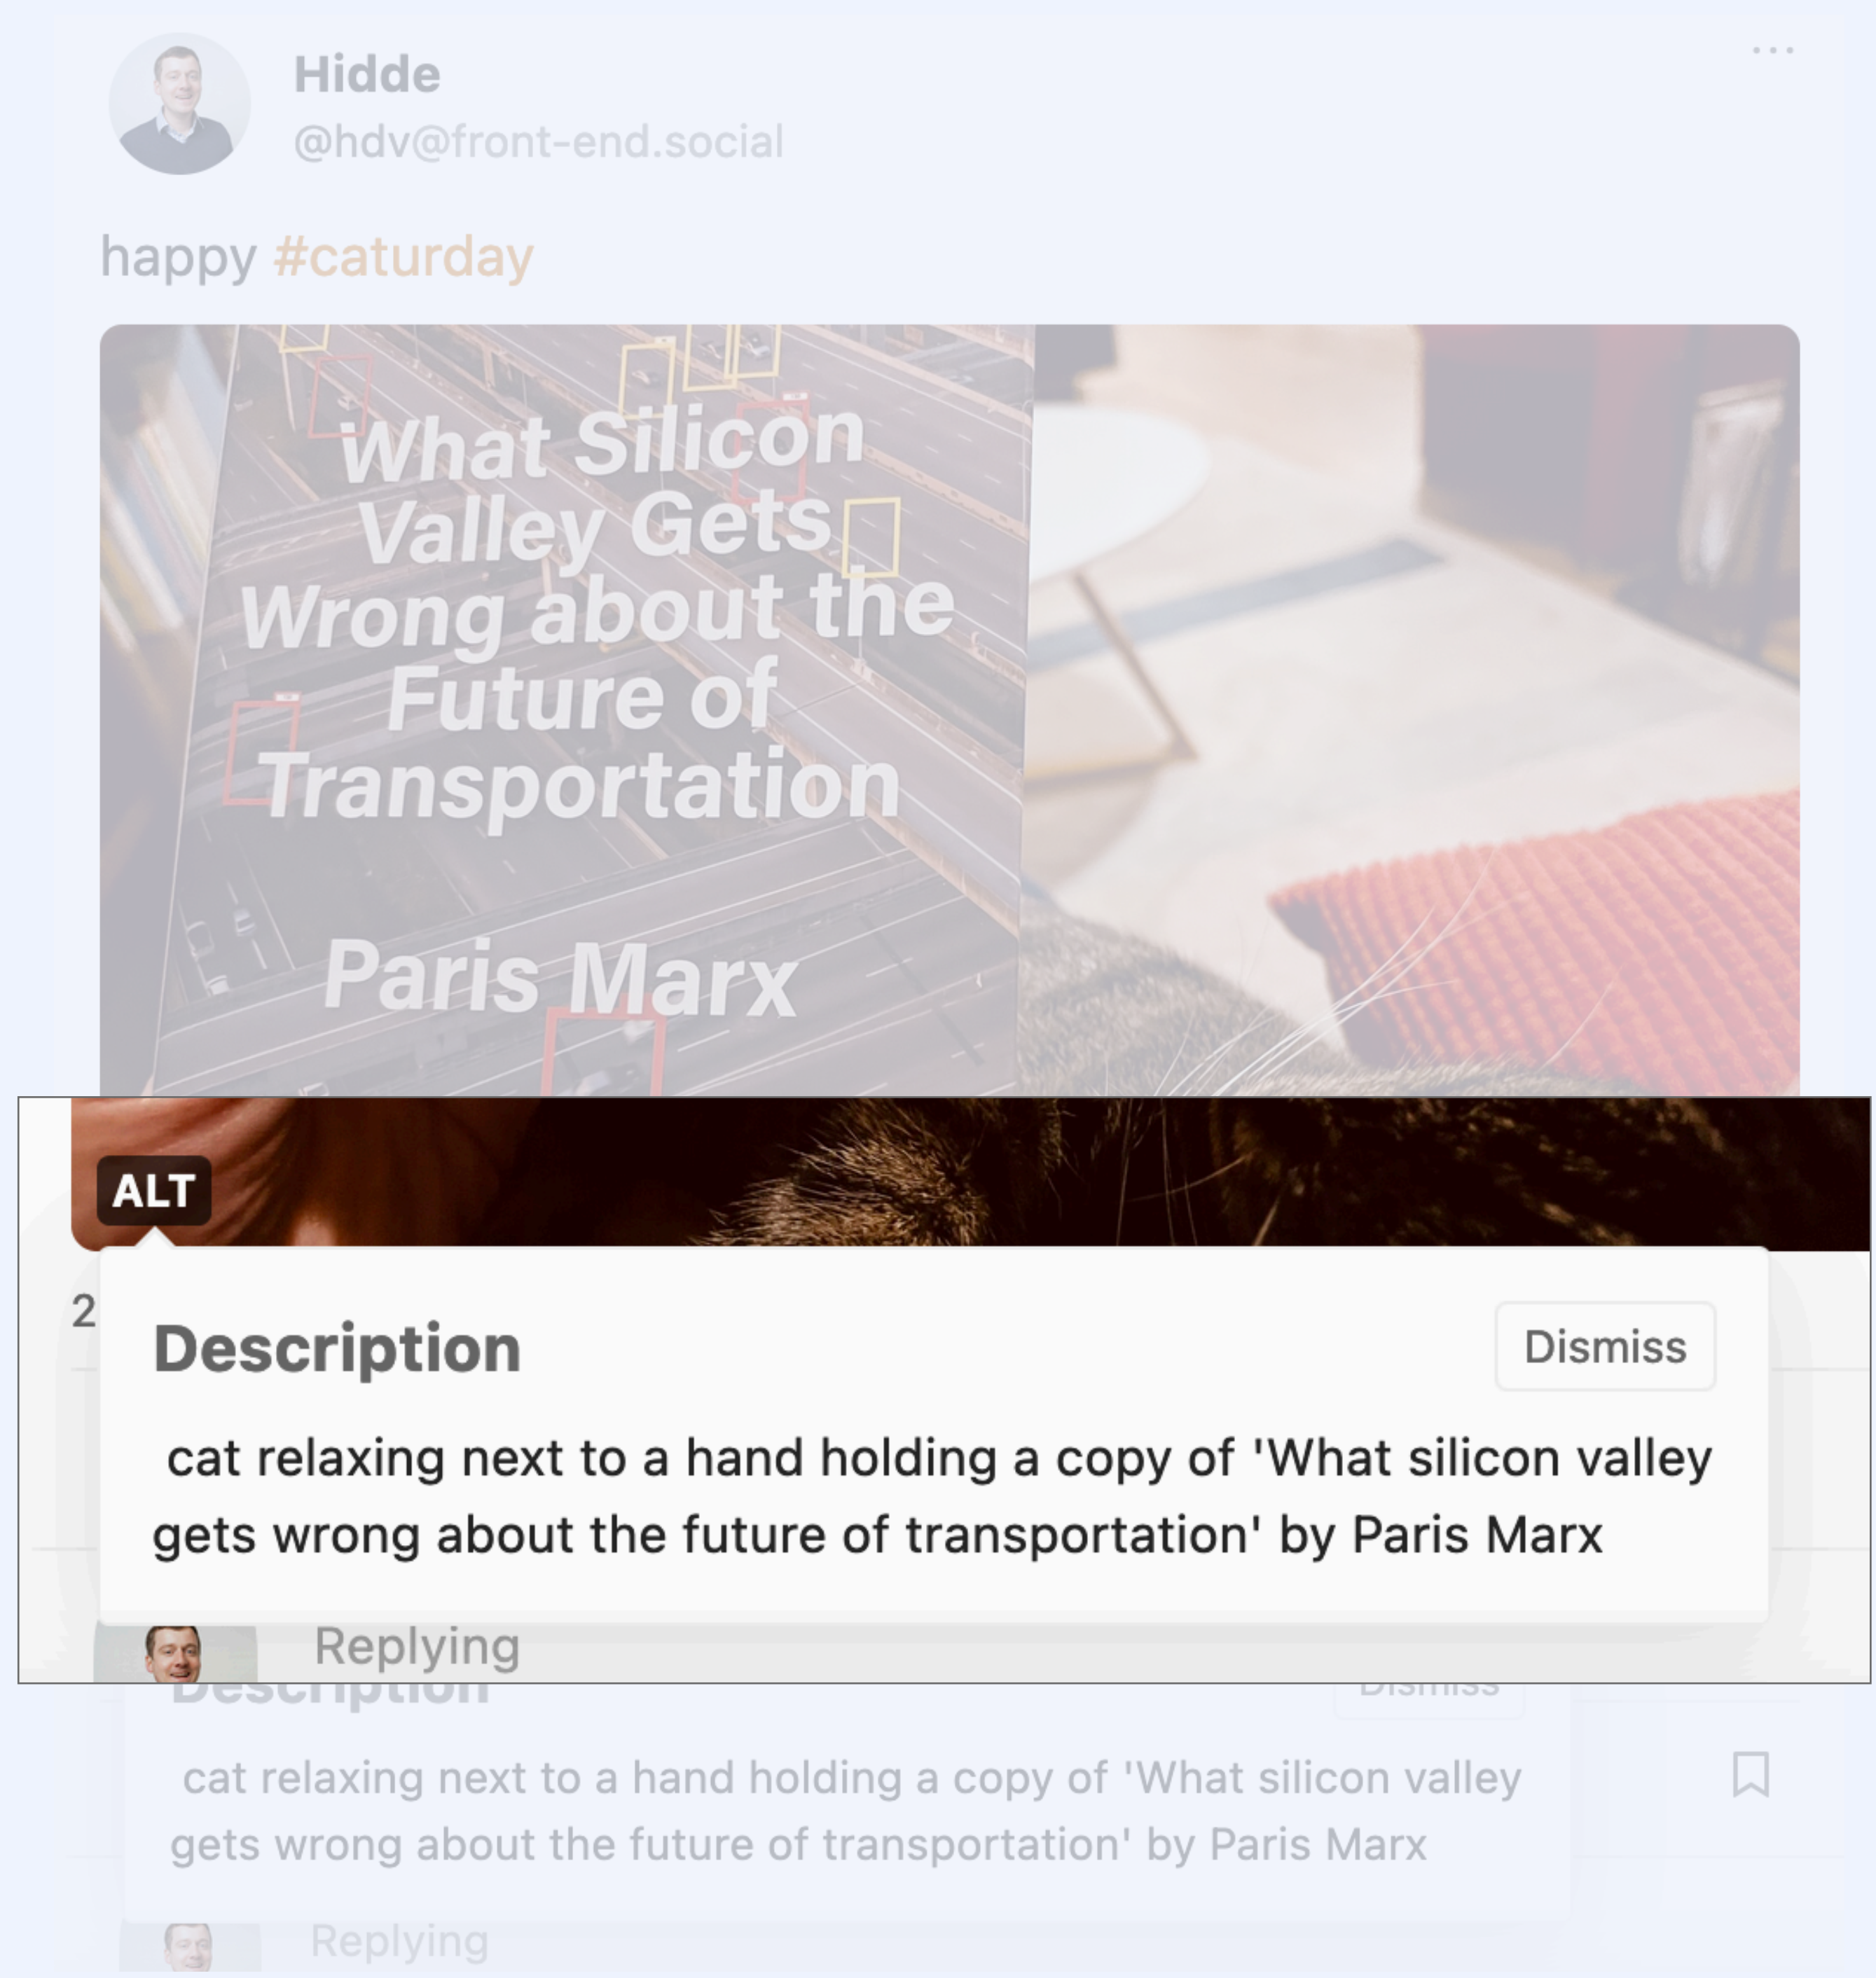 Hidde
@hdv@front-end.social
happy #caturday
What Silicon
Valley Gets
Wrong about the
Future of
Transportation
Paris Marx
ALT
2
Description
Dismiss
cat relaxing next to a hand holding a copy of 'What silicon valley
gets wrong about the future of transportation' by Paris Marx
Replying
Description
Dismiss
cat relaxing next to a hand holding a copy of 'What silicon valley
gets wrong about the future of transportation' by Paris Marx
Replying